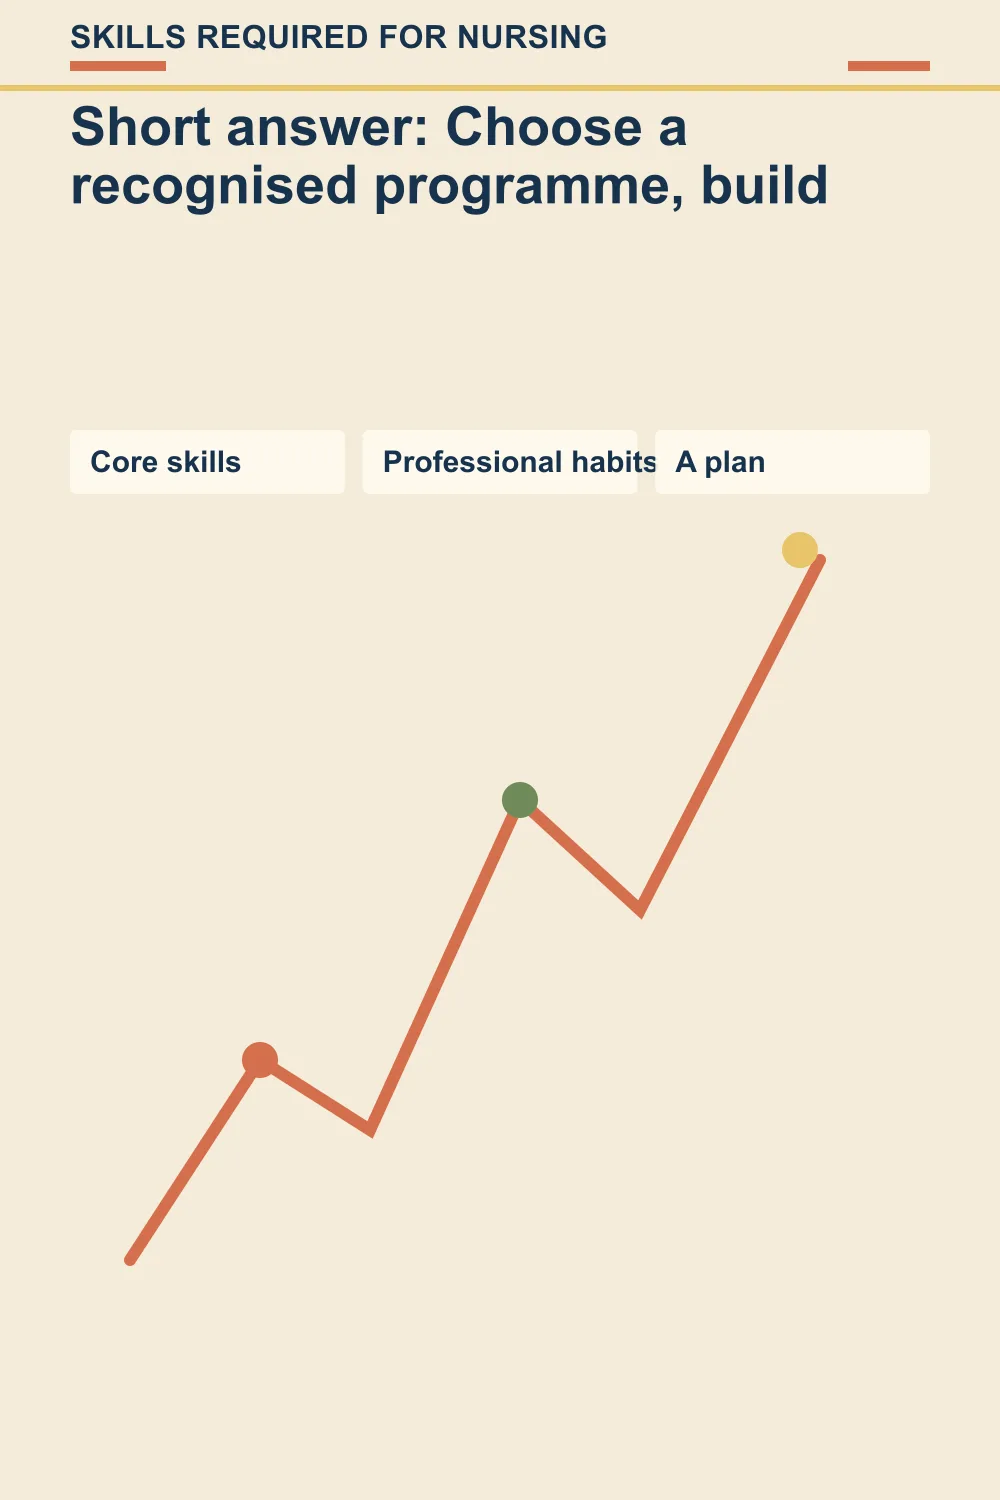 SKILLS REQUIRED FOR NURSING
Short answer: Choose a
recognised programme, build
Core skills
Professional habits
A plan